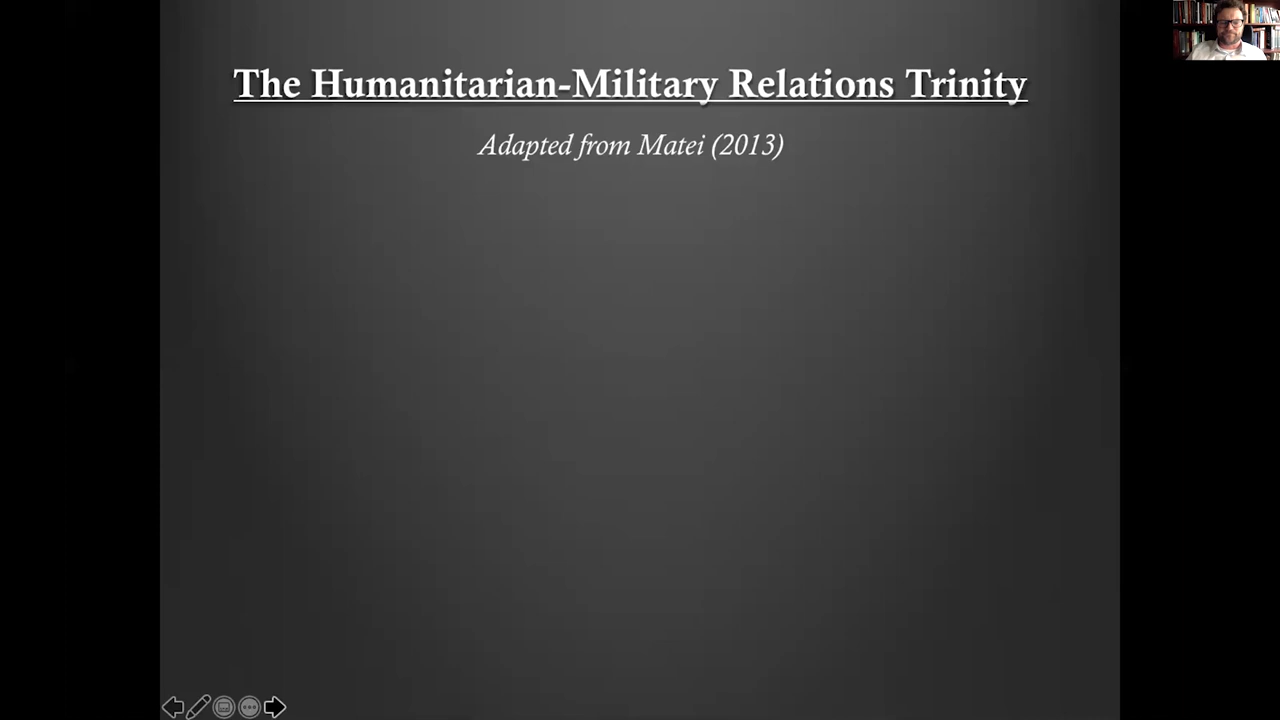 The Humanitarian-Military Relations Trinity
Adapted from Matei (2013)